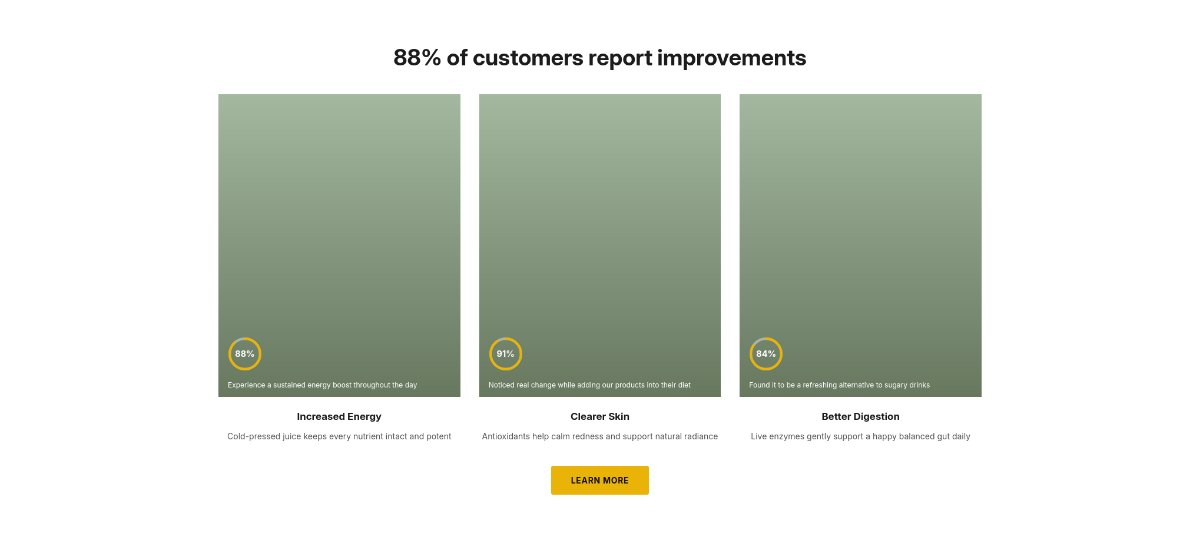 88% of customers report improvements
88%
Experience a sustained energy boost throughout the day
Increased Energy
Cold-pressed juice keeps every nutrient intact and potent
91%
Noticed real change while adding our products into their diet
Clearer Skin
Antioxidants help calm redness and support natural radiance
84%
Found it to be a refreshing alternative to sugary drinks
Better Digestion
Live enzymes gently support a happy balanced gut daily
LEARN MORE